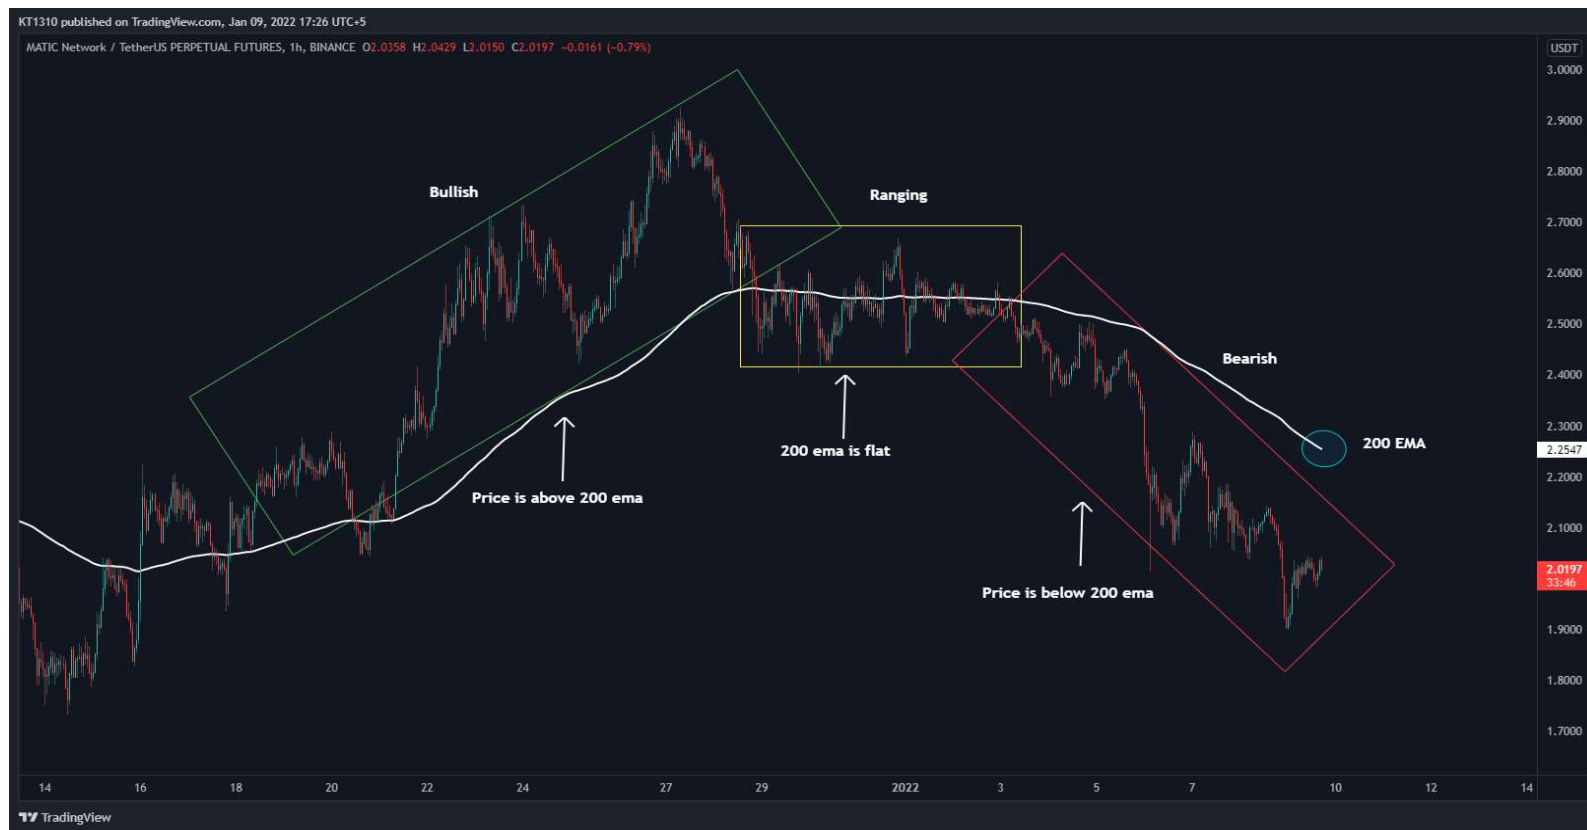 KT1310 published on TradingView.com, Jan 09, 2022 17:26 UTC+5
MATIC Network / TetherUS PERPETUAL FUTURES, 1h, BINANCE O2.0358 H2.0429 L2.0150 C2.0197 −0.0161 (−0.79%)
USDT
3.0000
2.9000
2.8000
Bullish
Ranging
2.7000
2.6000
2.5000
Bearish
2.4000
2.3000
200 EMA
200 ema is flat
2.2547
2.2000
Price is above 200 ema
2.1000
2.0197
33:46
Price is below 200 ema
1.9000
1.8000
1.7000
14 16 18 20 22 24 27 29 2022 3 5 7 10 12 14
TradingView